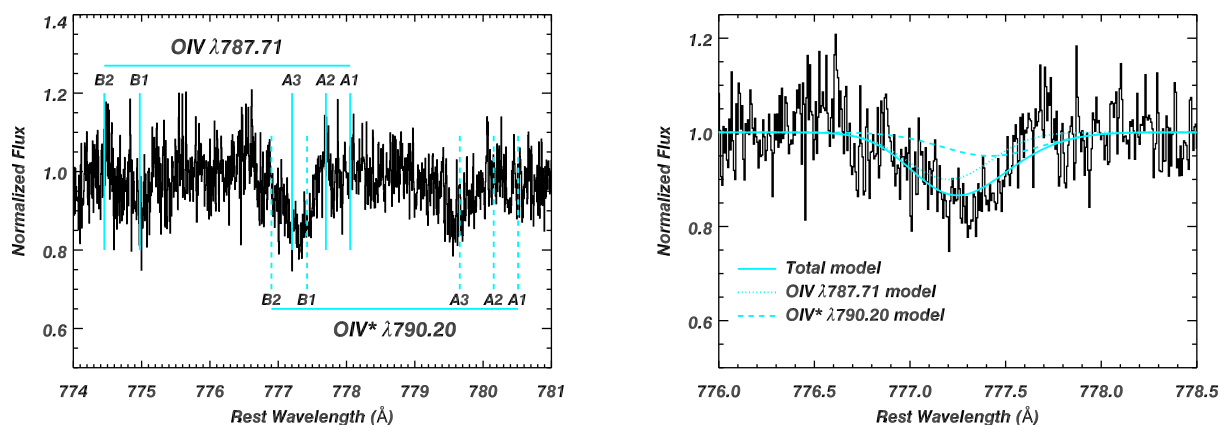 1.4
1.2
1.0
0.8
0.6
Normalized Flux
OIV λ787.71
B2 B1 A3 A2 A1
B2 B1 A3 A2 A1
OIV* λ790.20
774 775 776 777 778 779 780 781
Rest Wavelength (Å)
1.2
1.0
0.8
0.6
Normalized Flux
Total model
OIV λ787.71 model
OIV* λ790.20 model
776.0 776.5 777.0 777.5 778.0 778.5
Rest Wavelength (Å)